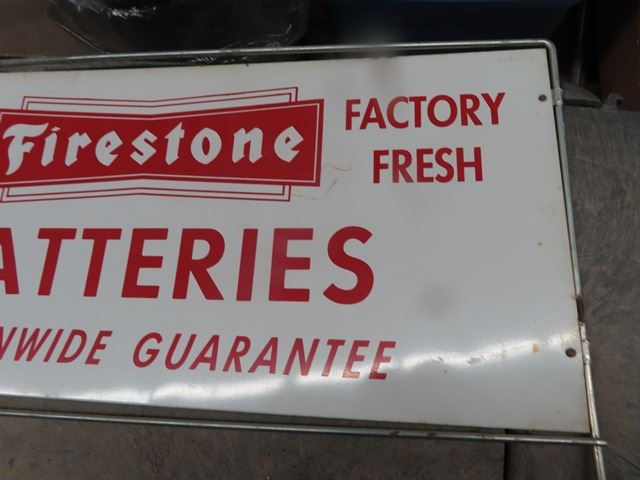 Firestone
FACTORY
FRESH
ATTERIES
NWIDE GUARANTEE